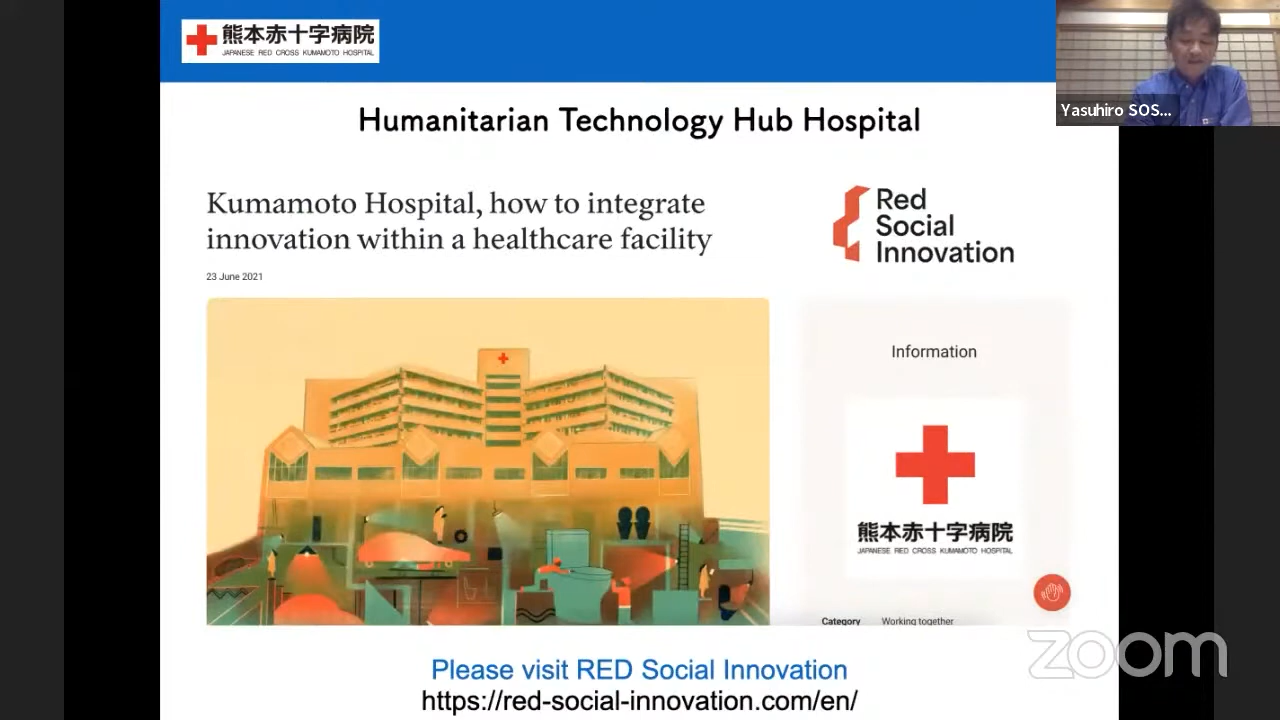 熊本赤十字病院
JAPANESE RED CROSS KUMAMOTO HOSPITAL
Yasuhiro SOS...
Humanitarian Technology Hub Hospital
Kumamoto Hospital, how to integrate
innovation within a healthcare facility
23 June 2021
Red
Social
Innovation
Information
熊本赤十字病院
JAPANESE RED CROSS KUMAMOTO HOSPITAL
Category Working together
zoom
Please visit RED Social Innovation
https://red-social-innovation.com/en/